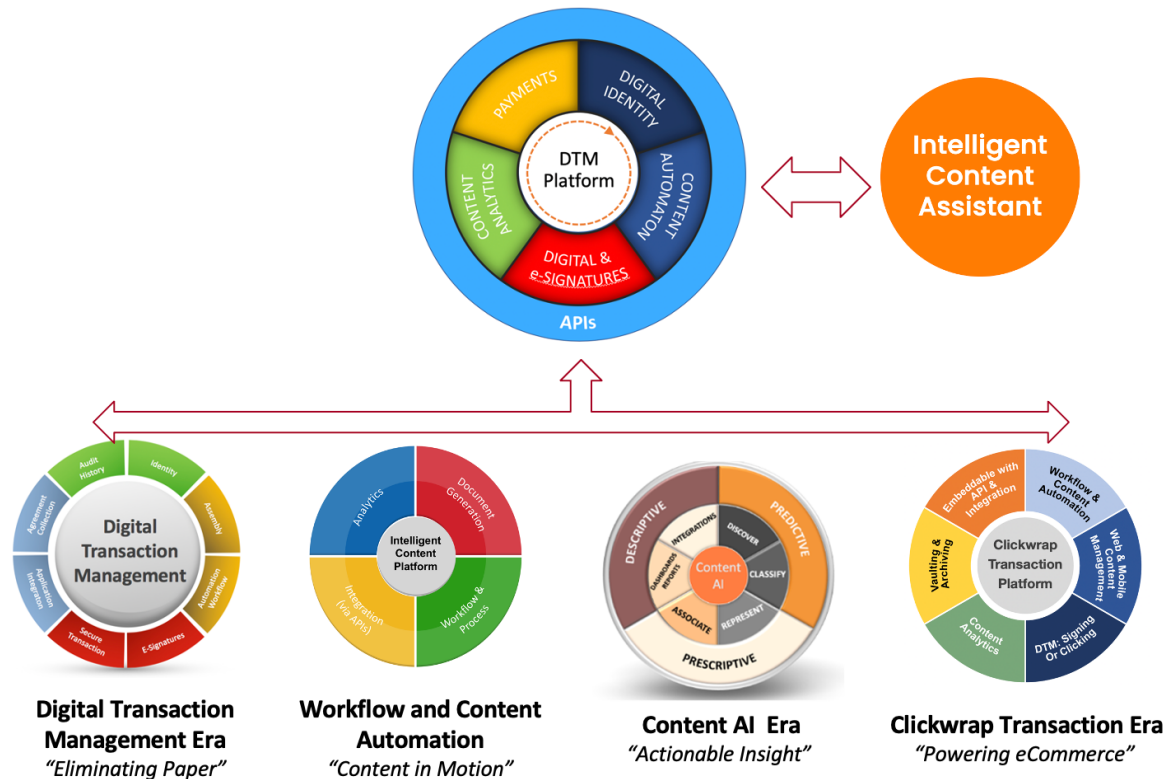 PAYMENTS
DIGITAL
IDENTITY
CONTENT
AUTOMATON
DIGITAL &
e-SIGNATURES
CONTENT
ANALYTICS
DTM
Platform
APIs
Intelligent
Content
Assistant
Audit
History
Identity
Assembly
Automation
Workflow
E-Signatures
Secure
Transaction
Application
Integraton
Agreement
Collection
Digital
Transaction
Management
Analytics
Document
Generation
Workflow &
Process
Integration
(via APIs)
Intelligent
Content
Platform
DESCRIPTIVE
PREDICTIVE
PRESCRIPTIVE
INTEGRATIONS
DISCOVER
CLASSIFY
REPRESENT
ASSOCIATE
DASHBOARDS
REPORTS
Content
AI
Embeddable with
API &
Integration
Workflow &
Content
Automation
Web & Mobile
Content
Management
DTM: Signing
Or Clicking
Content
Analytics
Vaulting &
Archiving
Clickwrap
Transaction
Platform
Digital Transaction
Management Era
“Eliminating Paper”
Workflow and Content
Automation
“Content in Motion”
Content AI Era
“Actionable Insight”
Clickwrap Transaction Era
“Powering eCommerce”